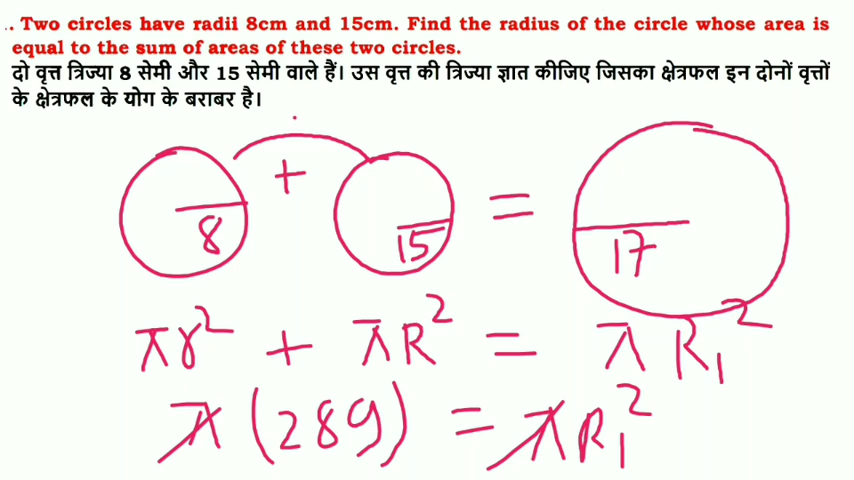 .. Two circles have radii 8cm and 15cm. Find the radius of the circle whose area is
equal to the sum of areas of these two circles.
दो वृत्त त्रिज्या 8 सेमी और 15 सेमी वाले हैं। उस वृत्त की त्रिज्या ज्ञात कीजिए जिसका क्षेत्रफल इन दोनों वृत्तों
के क्षेत्रफल के योग के बराबर है।
8 + 15 = 17
πr² + πR² = πR₁²
π(289) = πR₁²